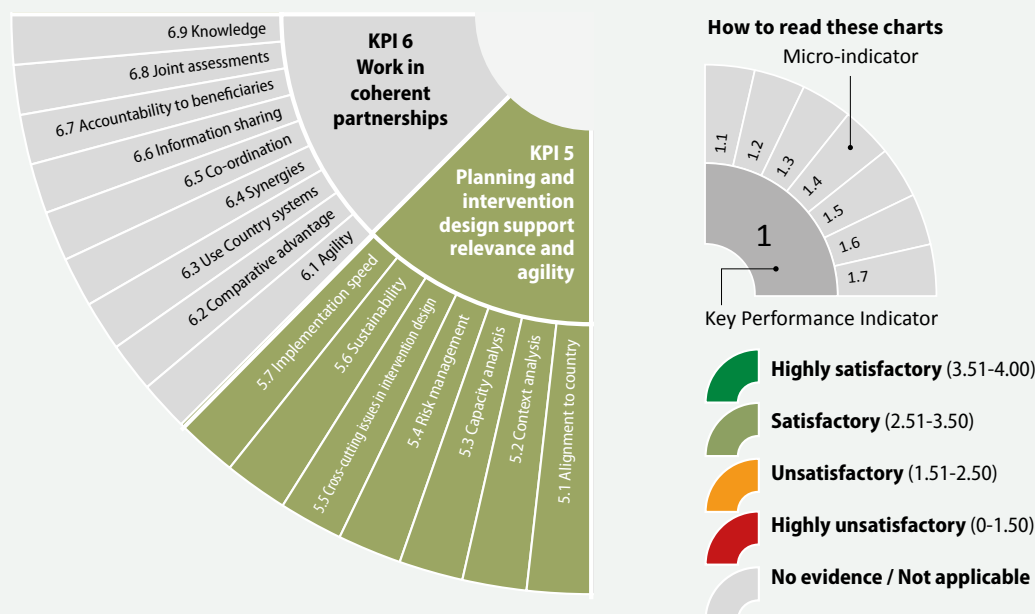 6.9 Knowledge
6.8 Joint assessments
6.7 Accountability to beneficiaries
6.6 Information sharing
6.5 Co-ordination
6.4 Synergies
6.3 Use Country systems
6.2 Comparative advantage
6.1 Agility
KPI 6
Work in
coherent
partnerships
KPI 5
Planning and
intervention
design support
relevance and
agility
5.7 Implementation speed
5.6 Sustainability
5.5 Cross-cutting issues in intervention design
5.4 Risk management
5.3 Capacity analysis
5.2 Context analysis
5.1 Alignment to country
How to read these charts
Micro-indicator
1.1
1.2
1.3
1.4
1.5
1.6
1.7
1
Key Performance Indicator
Highly satisfactory (3.51-4.00)
Satisfactory (2.51-3.50)
Unsatisfactory (1.51-2.50)
Highly unsatisfactory (0-1.50)
No evidence / Not applicable